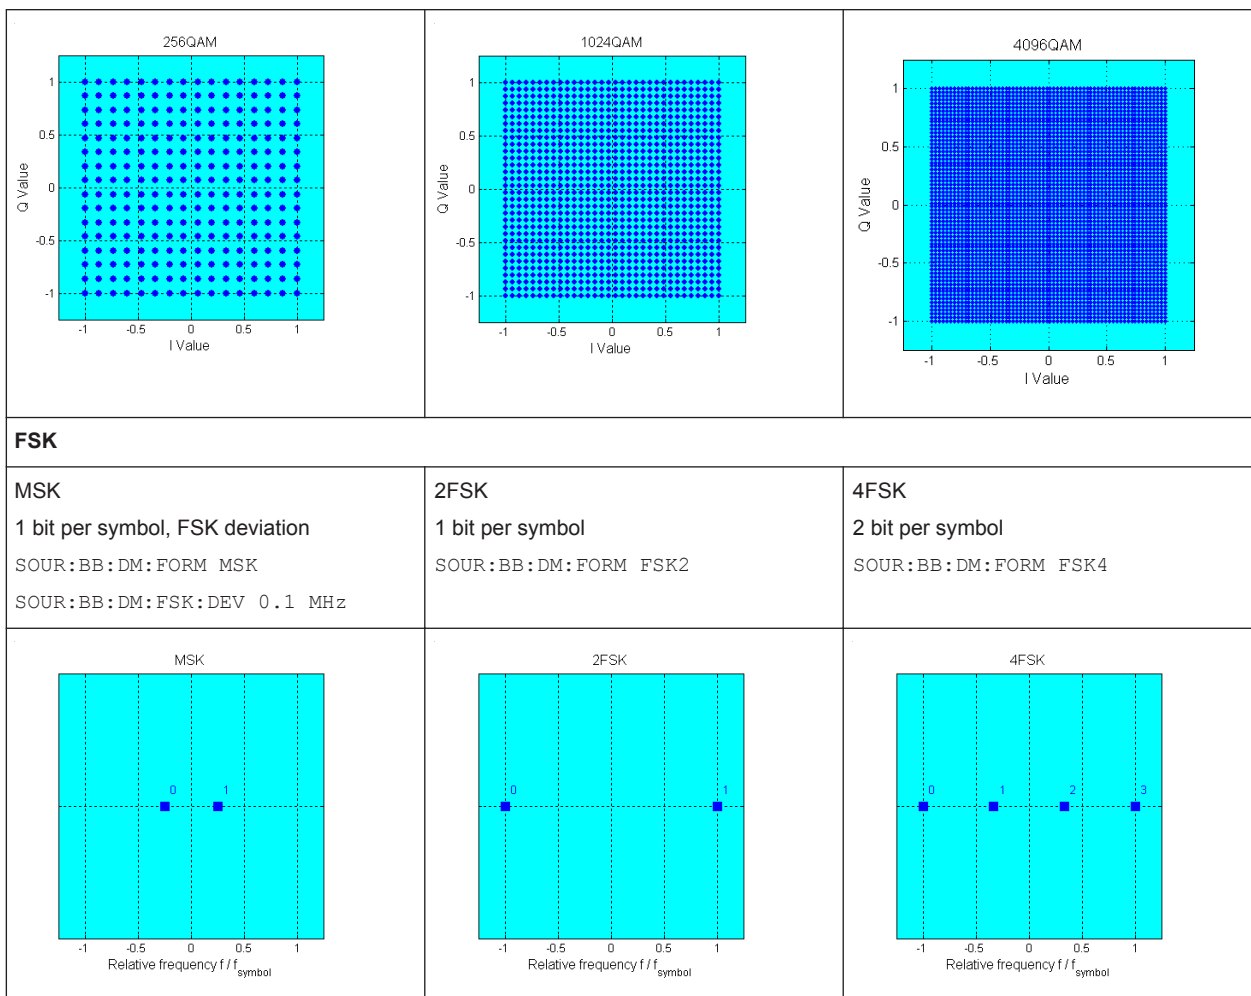 256QAM
1
0.5
0
-0.5
-1
Q Value
-1 -0.5 0 0.5 1
I Value
1024QAM
1
0.5
0
-0.5
-1
Q Value
-1 -0.5 0 0.5 1
I Value
4096QAM
1
0.5
0
-0.5
-1
Q Value
-1 -0.5 0 0.5 1
I Value
FSK
MSK
1 bit per symbol, FSK deviation
SOUR:BB:DM:FORM MSK
SOUR:BB:DM:FSK:DEV 0.1 MHz
2FSK
1 bit per symbol
SOUR:BB:DM:FORM FSK2
4FSK
2 bit per symbol
SOUR:BB:DM:FORM FSK4
MSK
0 1
-1 -0.5 0 0.5 1
Relative frequency f / fsymbol
2FSK
0 1
-1 -0.5 0 0.5 1
Relative frequency f / fsymbol
4FSK
0 1 2 3
-1 -0.5 0 0.5 1
Relative frequency f / fsymbol